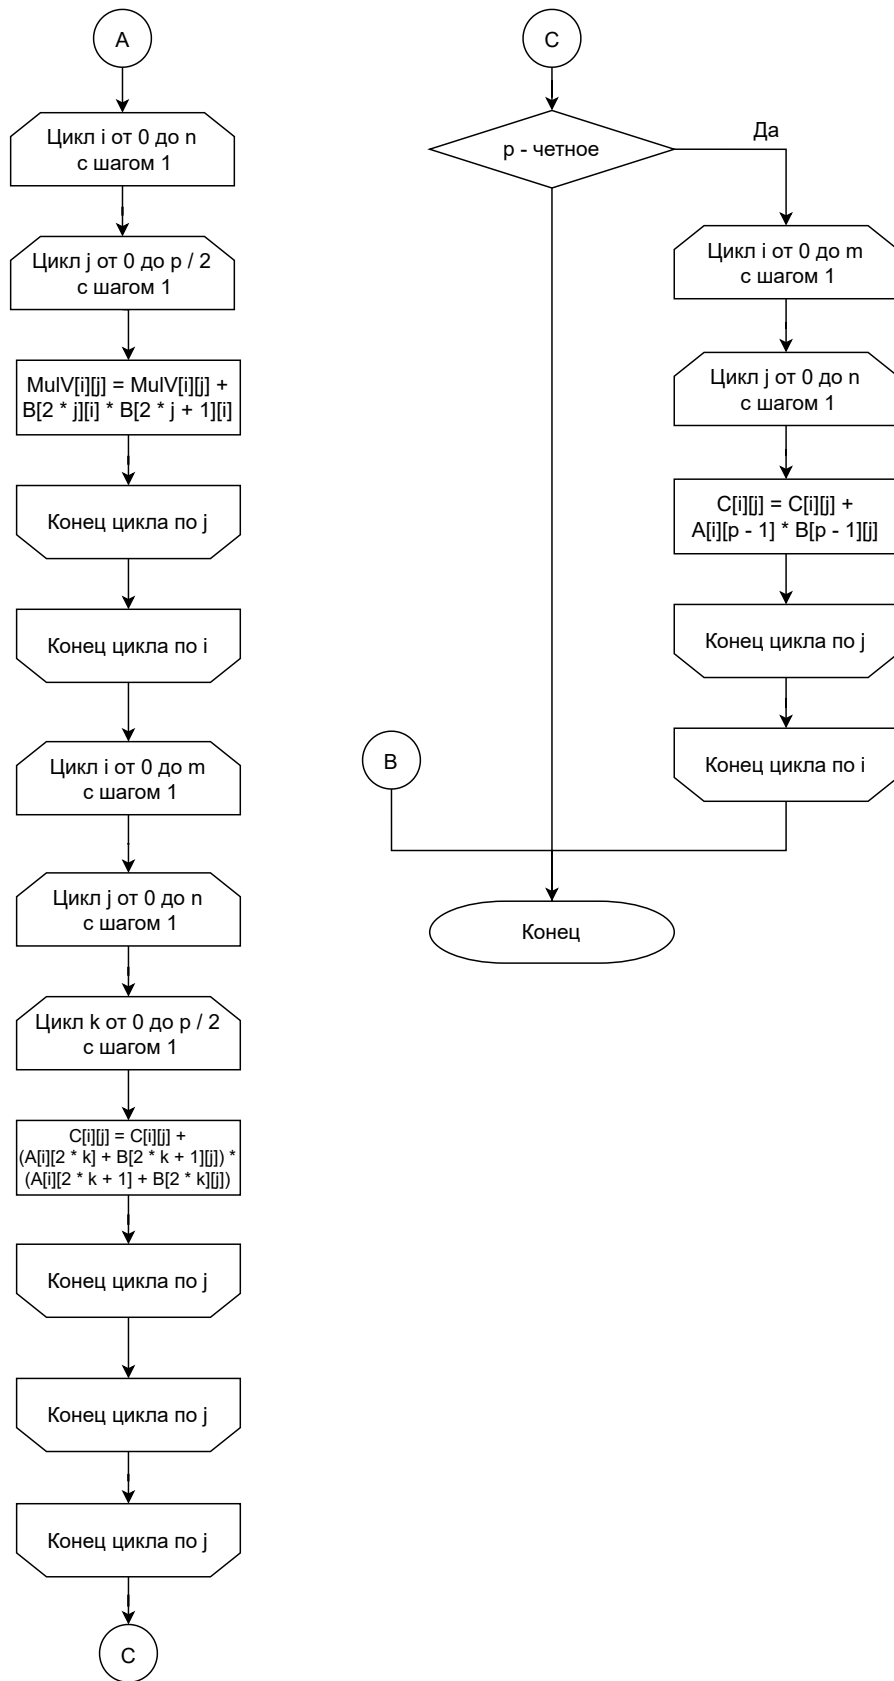 A
Цикл i от 0 до n
с шагом 1
Цикл j от 0 до p / 2
с шагом 1
MulV[i][j] = MulV[i][j] +
B[2 * j][i] * B[2 * j + 1][i]
Конец цикла по j
Конец цикла по i
Цикл i от 0 до m
с шагом 1
Цикл j от 0 до n
с шагом 1
Цикл k от 0 до p / 2
с шагом 1
C[i][j] = C[i][j] +
(A[i][2 * k] + B[2 * k + 1][j]) *
(A[i][2 * k + 1] + B[2 * k][j])
Конец цикла по j
Конец цикла по j
Конец цикла по j
C
C
p - четное
Да
Цикл i от 0 до m
с шагом 1
Цикл j от 0 до n
с шагом 1
C[i][j] = C[i][j] +
A[i][p - 1] * B[p - 1][j]
Конец цикла по j
Конец цикла по i
B
Конец